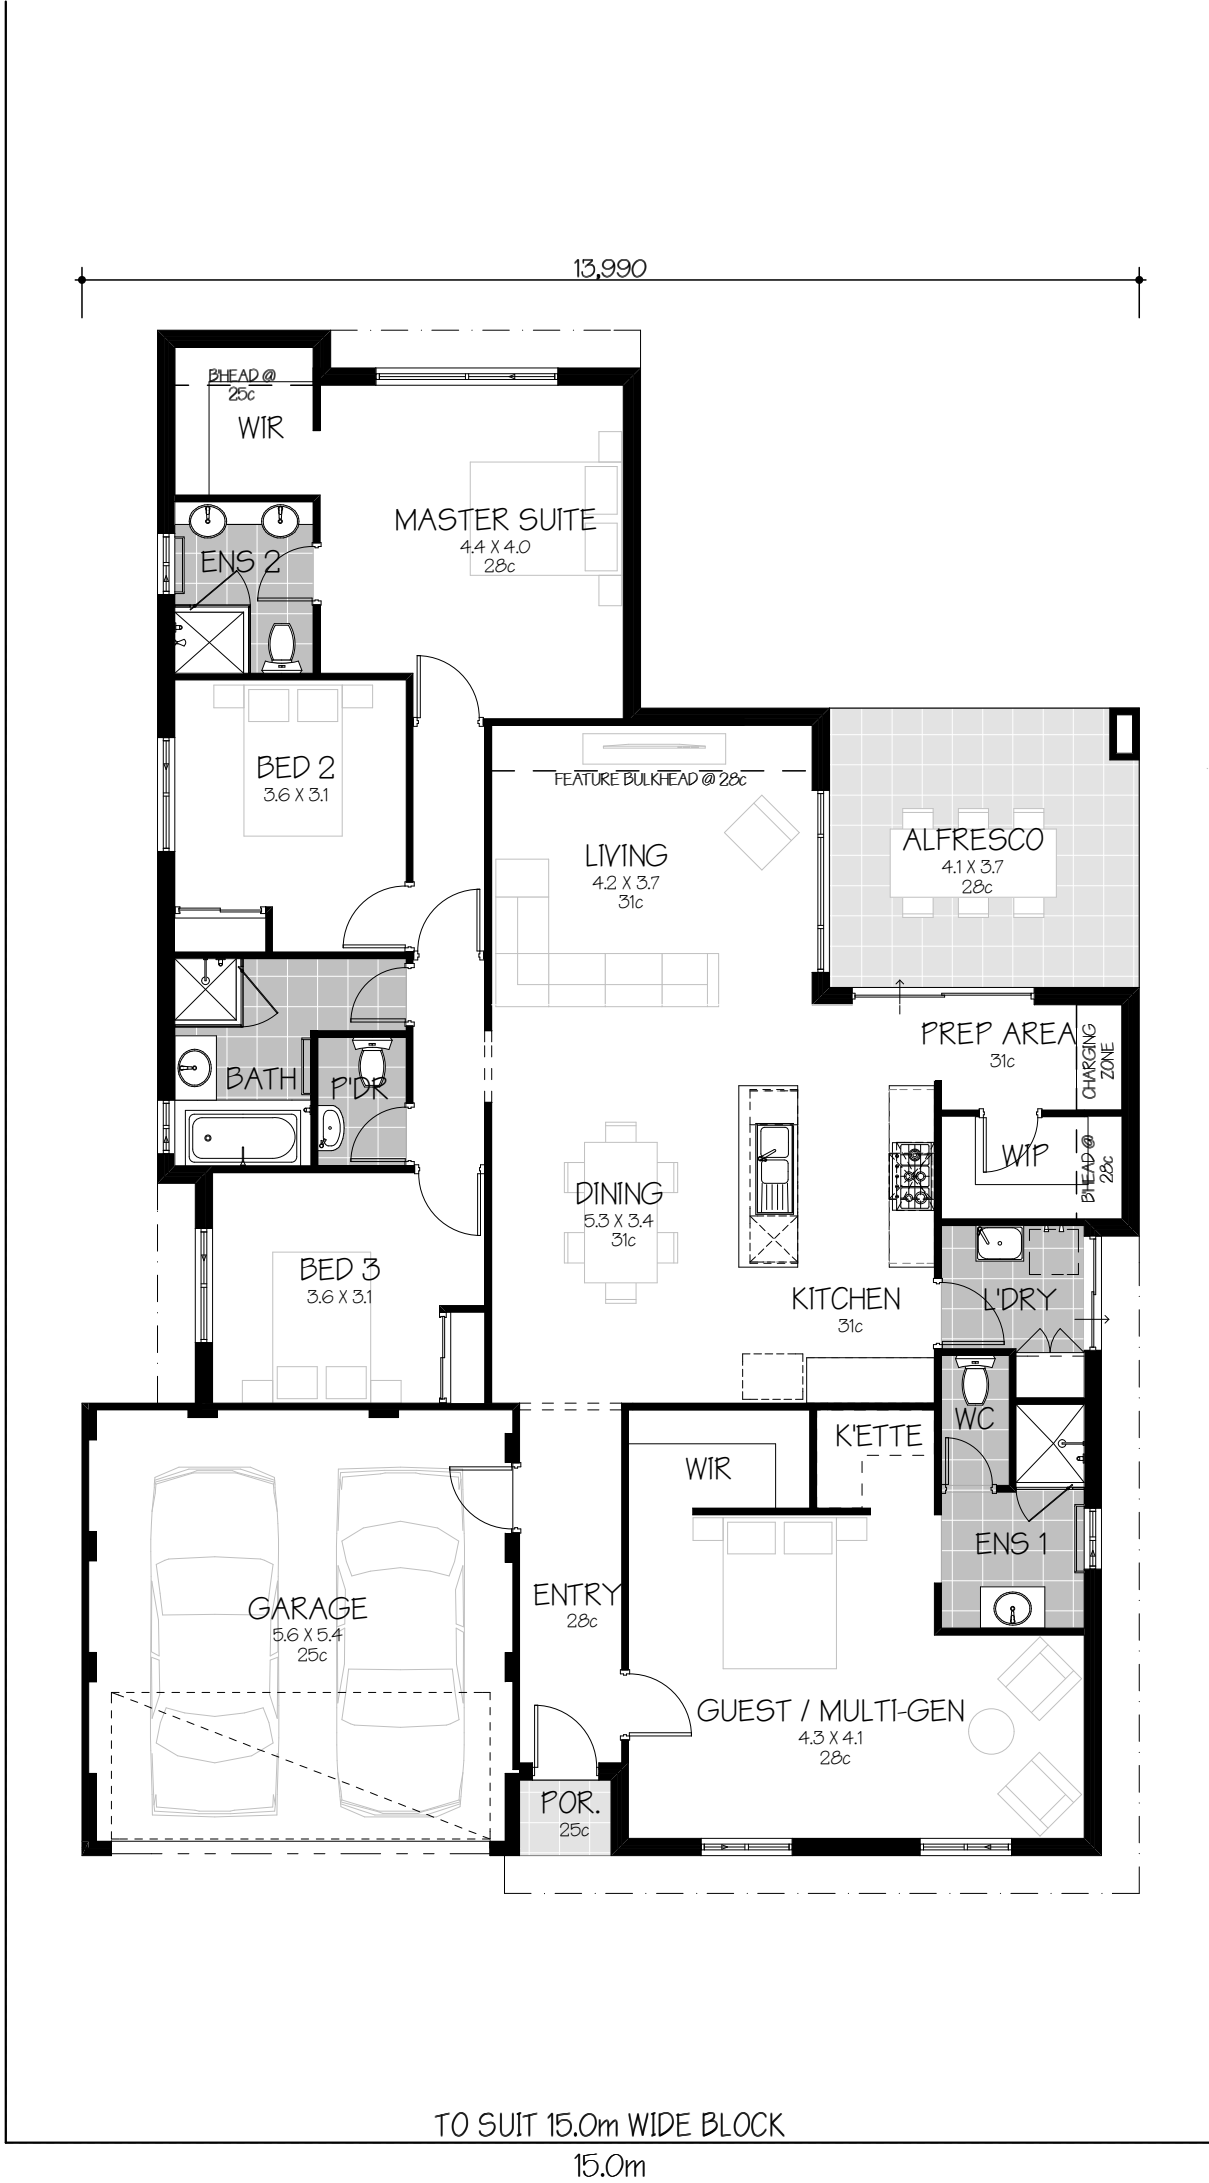 13,990
B'HEAD @
25c
WIR
MASTER SUITE
4.4 X 4.0
28c
ENS 2
BED 2
3.6 X 3.1
FEATURE BULKHEAD @ 28c
LIVING
4.2 X 3.7
31c
ALFRESCO
4.1 X 3.7
28c
PREP AREA
31c
CHARGING
ZONE
BATH
P'DR
WIP
B'HEAD @
28c
DINING
5.3 X 3.4
31c
BED 3
3.6 X 3.1
KITCHEN
31c
L'DRY
WC
K'ETTE
WIR
ENS 1
ENTRY
28c
GARAGE
5.6 X 5.4
25c
GUEST / MULTI-GEN
4.3 X 4.1
28c
POR.
25c
TO SUIT 15.0m WIDE BLOCK
15.0m